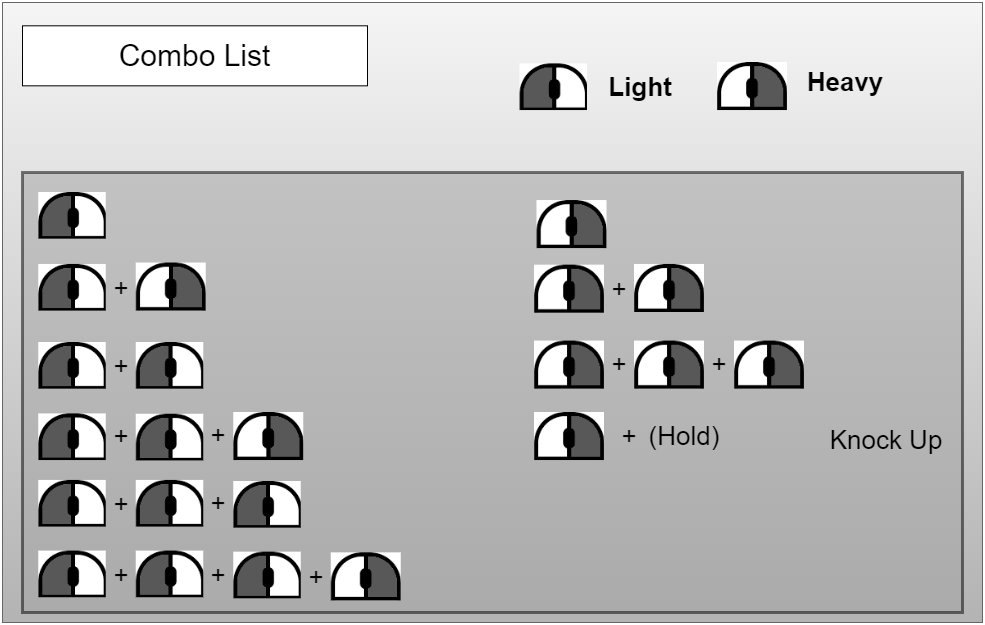 Combo List
Light
Heavy
+
+
+
+ +
+ +
+ (Hold)
Knock Up
+ +
+ + +